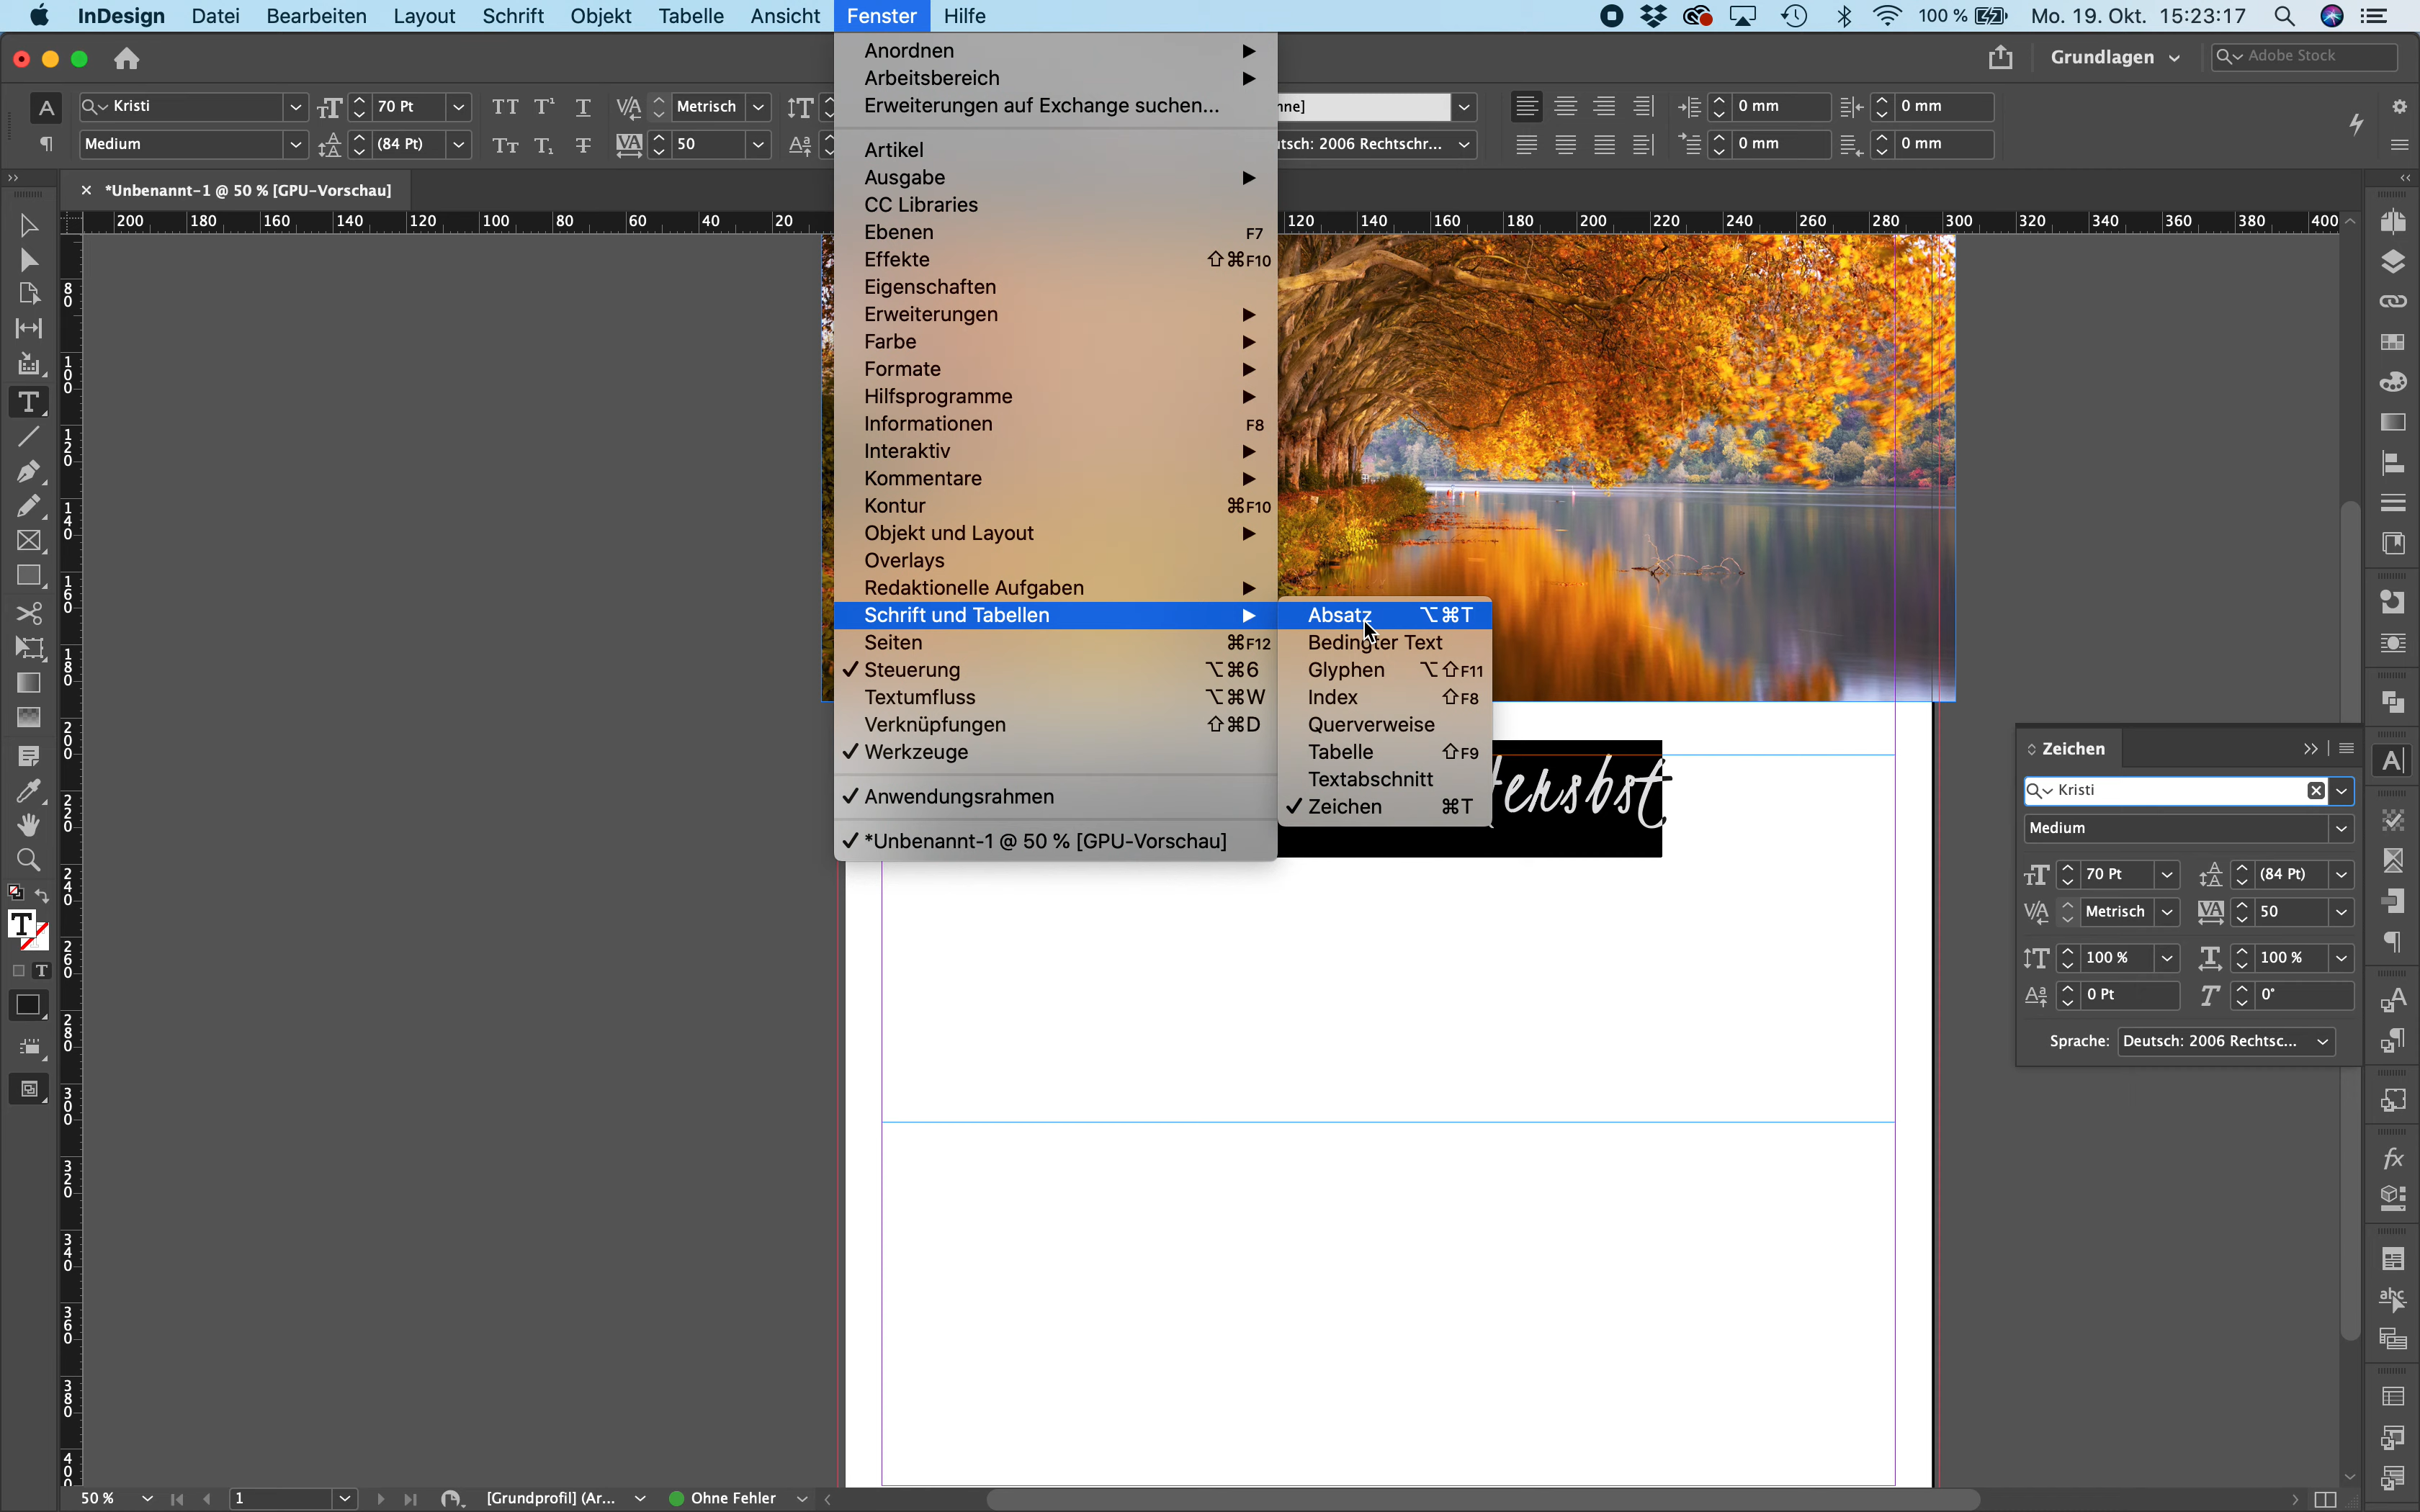 InDesign Datei Bearbeiten Layout Schrift Objekt Tabelle Ansicht Fenster Hilfe 100 % Mo. 19. Okt. 15:23:17
Grundlagen Adobe Stock
A Kristi 70 Pt Metrisch nne] 0 mm 0 mm
Medium (84 Pt) 50 utsch: 2006 Rechtschr... 0 mm 0 mm
× *Unbenannt-1 @ 50 % [GPU-Vorschau]
200 180 160 140 120 100 80 60 40 20 120 140 160 180 200 220 240 260 280 300 320 340 360 380 400
80
100
120
140
160
180
200
220
240
260
280
300
320
340
360
380
400
Anordnen
Arbeitsbereich
Erweiterungen auf Exchange suchen...
Artikel
Ausgabe
CC Libraries
Ebenen F7
Effekte ⇧⌘F10
Eigenschaften
Erweiterungen
Farbe
Formate
Hilfsprogramme
Informationen F8
Interaktiv
Kommentare
Kontur ⌘F10
Objekt und Layout
Overlays
Redaktionelle Aufgaben
Schrift und Tabellen
Seiten ⌘F12
✓ Steuerung ⌥⌘6
Textumfluss ⌥⌘W
Verknüpfungen ⇧⌘D
✓ Werkzeuge
✓ Anwendungsrahmen
✓ *Unbenannt-1 @ 50 % [GPU-Vorschau]
Absatz ⌥⌘T
Bedingter Text
Glyphen ⌥⇧F11
Index ⇧F8
Querverweise
Tabelle ⇧F9
Textabschnitt
✓ Zeichen ⌘T
Zeichen
Kristi
Medium
70 Pt (84 Pt)
Metrisch 50
100 % 100 %
0 Pt 0°
Sprache: Deutsch: 2006 Rechtsc...
50 % 1 [Grundprofil] (Ar... Ohne Fehler